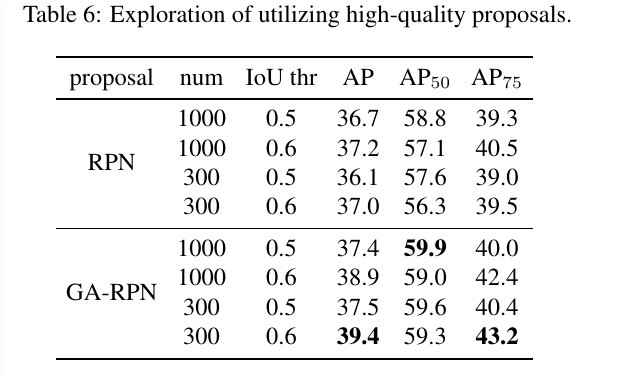 Table 6: Exploration of utilizing high-quality proposals.
proposal num IoU thr AP AP50 AP75
1000 0.5 36.7 58.8 39.3
1000 0.6 37.2 57.1 40.5
RPN
300 0.5 36.1 57.6 39.0
300 0.6 37.0 56.3 39.5
1000 0.5 37.4 59.9 40.0
1000 0.6 38.9 59.0 42.4
GA-RPN
300 0.5 37.5 59.6 40.4
300 0.6 39.4 59.3 43.2